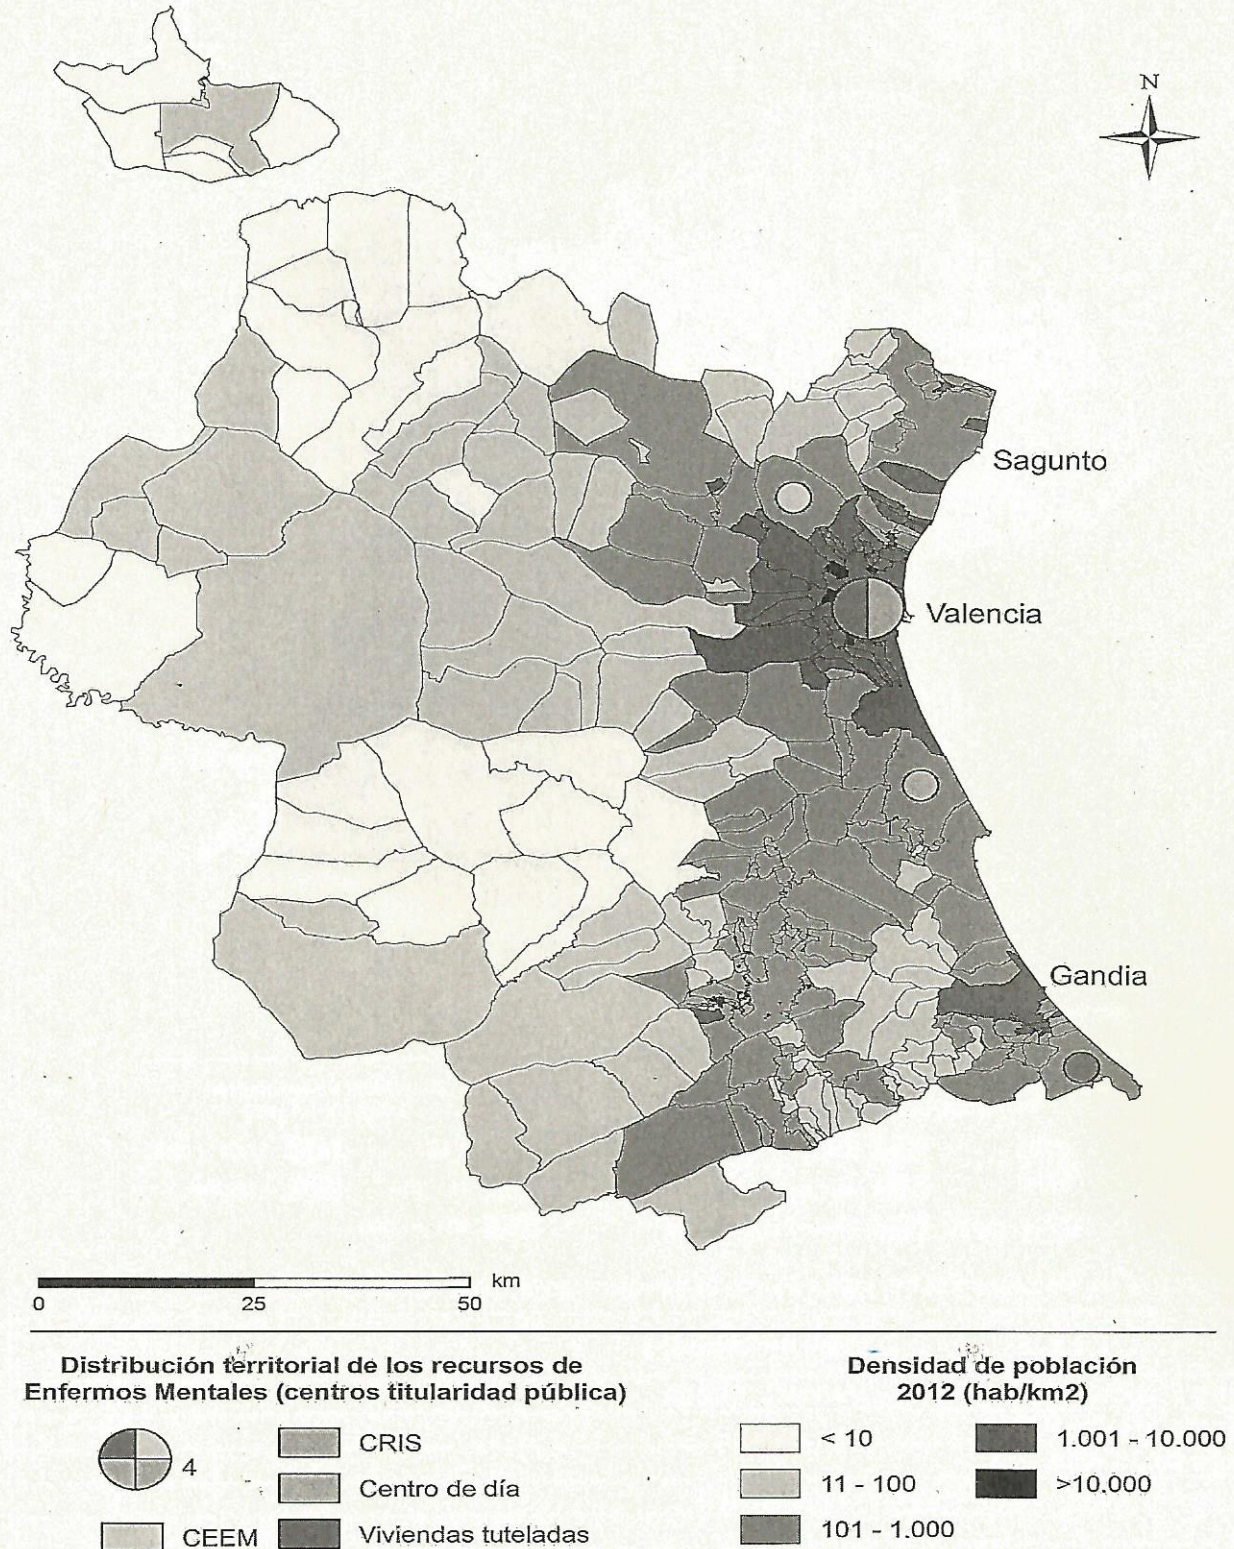 N
Sagunto
Valencia
Gandia
km
0 25 50
Distribución territorial de los recursos de
Enfermos Mentales (centros titularidad pública)
4
CRIS
Centro de día
CEEM
Viviendas tuteladas
Densidad de población
2012 (hab/km2)
< 10
11 - 100
101 - 1.000
1.001 - 10.000
>10.000